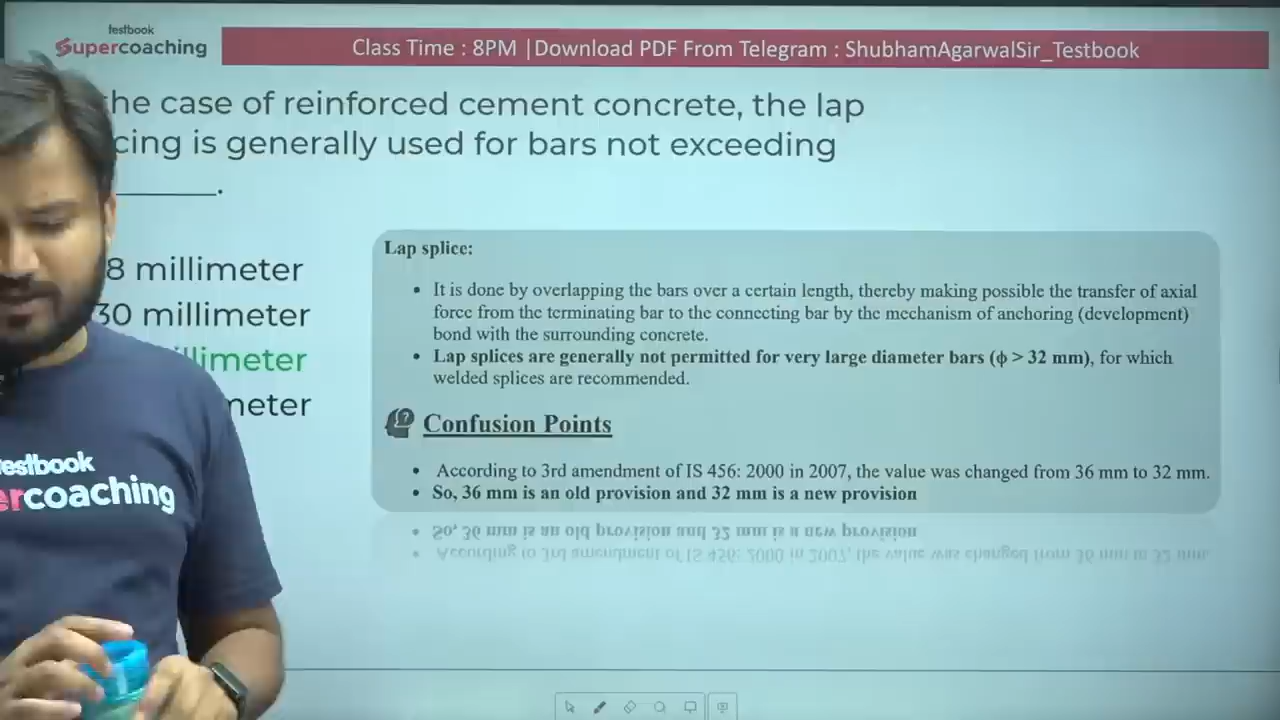 testbook
Supercoaching
Class Time : 8PM |Download PDF From Telegram : ShubhamAgarwalSir_Testbook
he case of reinforced cement concrete, the lap
cing is generally used for bars not exceeding
.
8 millimeter
30 millimeter
llimeter
meter
Lap splice:
• It is done by overlapping the bars over a certain length, thereby making possible the transfer of axial
force from the terminating bar to the connecting bar by the mechanism of anchoring (development)
bond with the surrounding concrete.
• Lap splices are generally not permitted for very large diameter bars (ϕ > 32 mm), for which
welded splices are recommended.
Confusion Points
• According to 3rd amendment of IS 456: 2000 in 2007, the value was changed from 36 mm to 32 mm.
• So, 36 mm is an old provision and 32 mm is a new provision
estbook
ercoaching